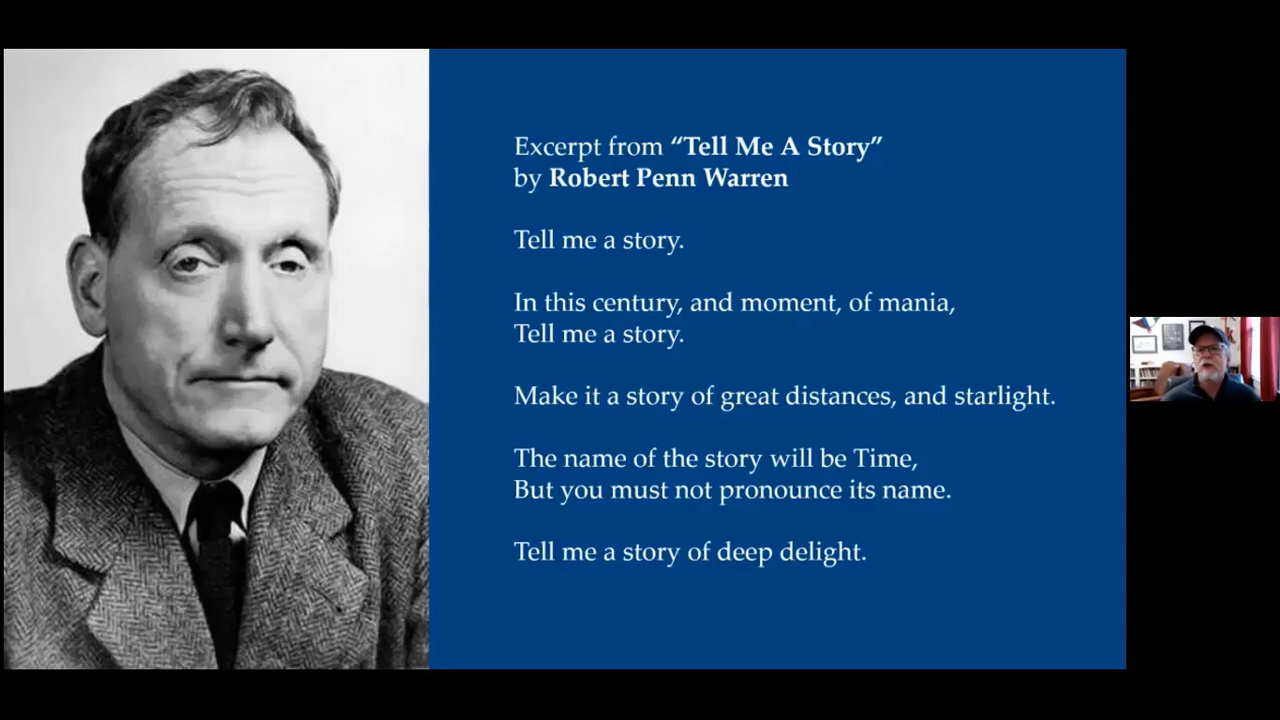 Excerpt from “Tell Me A Story”
by Robert Penn Warren
Tell me a story.
In this century, and moment, of mania,
Tell me a story.
Make it a story of great distances, and starlight.
The name of the story will be Time,
But you must not pronounce its name.
Tell me a story of deep delight.